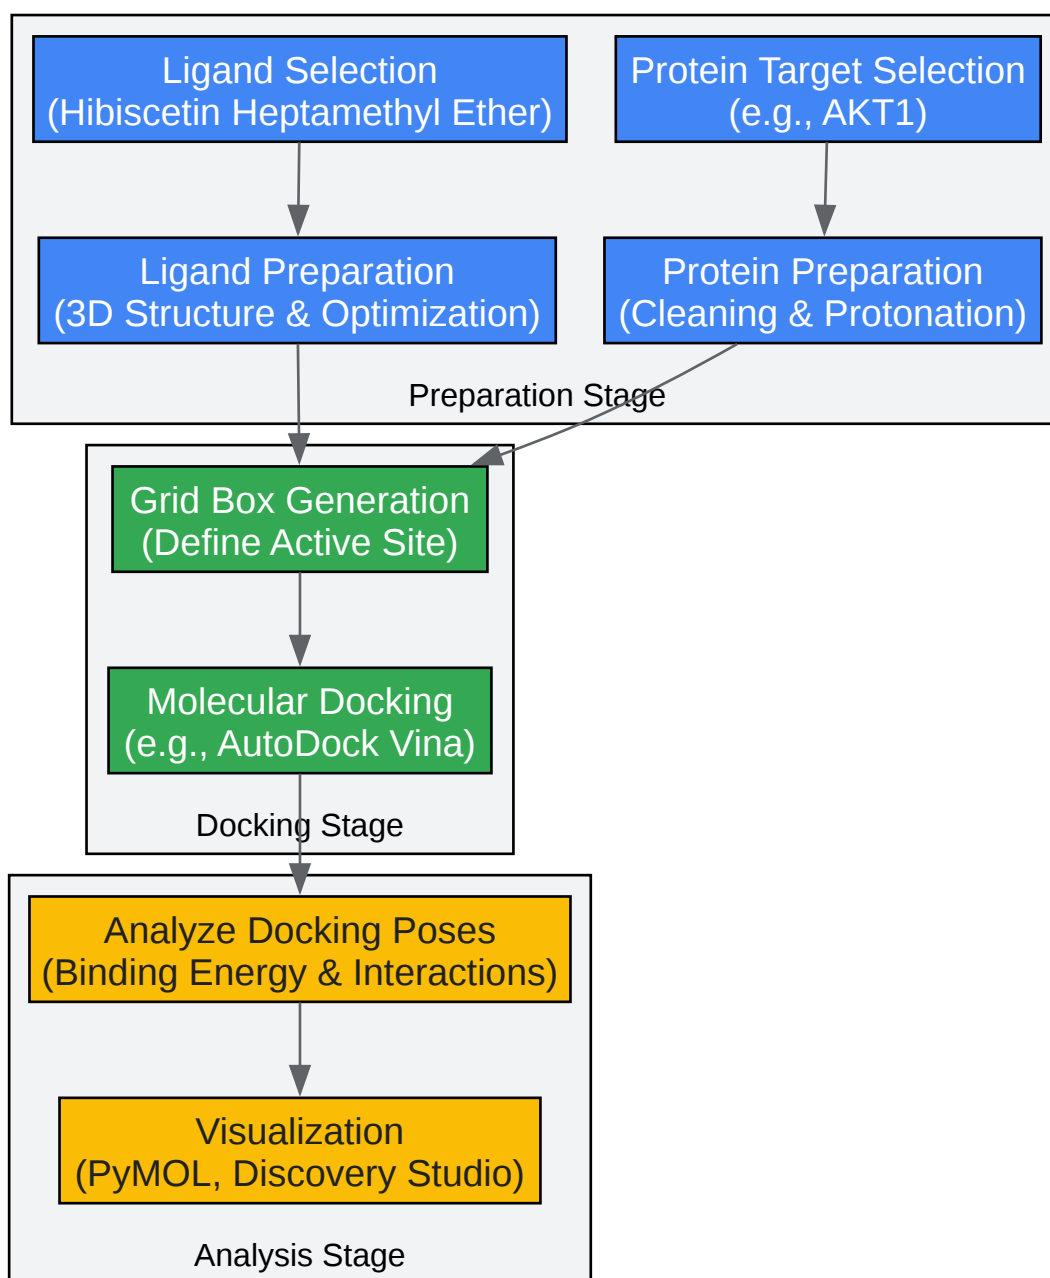 Ligand Selection
(Hibiscetin Heptamethyl Ether)
Protein Target Selection
(e.g., AKT1)
Ligand Preparation
(3D Structure & Optimization)
Protein Preparation
(Cleaning & Protonation)
Preparation Stage
Grid Box Generation
(Define Active Site)
Molecular Docking
(e.g., AutoDock Vina)
Docking Stage
Analyze Docking Poses
(Binding Energy & Interactions)
Visualization
(PyMOL, Discovery Studio)
Analysis Stage